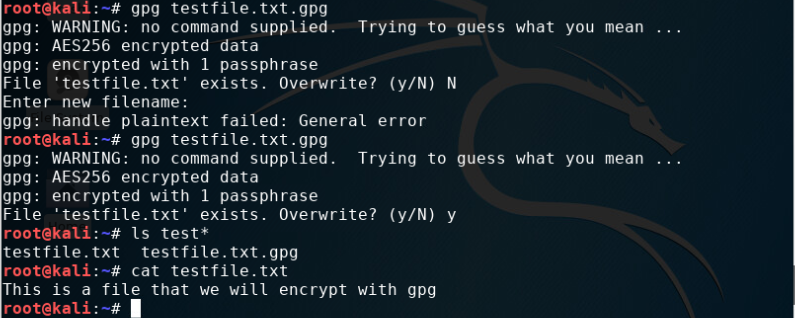 root@kali:~# gpg testfile.txt.gpg
gpg: WARNING: no command supplied.  Trying to guess what you mean ...
gpg: AES256 encrypted data
gpg: encrypted with 1 passphrase
File 'testfile.txt' exists. Overwrite? (y/N) N
Enter new filename:
gpg: handle plaintext failed: General error
root@kali:~# gpg testfile.txt.gpg
gpg: WARNING: no command supplied.  Trying to guess what you mean ...
gpg: AES256 encrypted data
gpg: encrypted with 1 passphrase
File 'testfile.txt' exists. Overwrite? (y/N) y
root@kali:~# ls test*
testfile.txt  testfile.txt.gpg
root@kali:~# cat testfile.txt
This is a file that we will encrypt with gpg
root@kali:~#